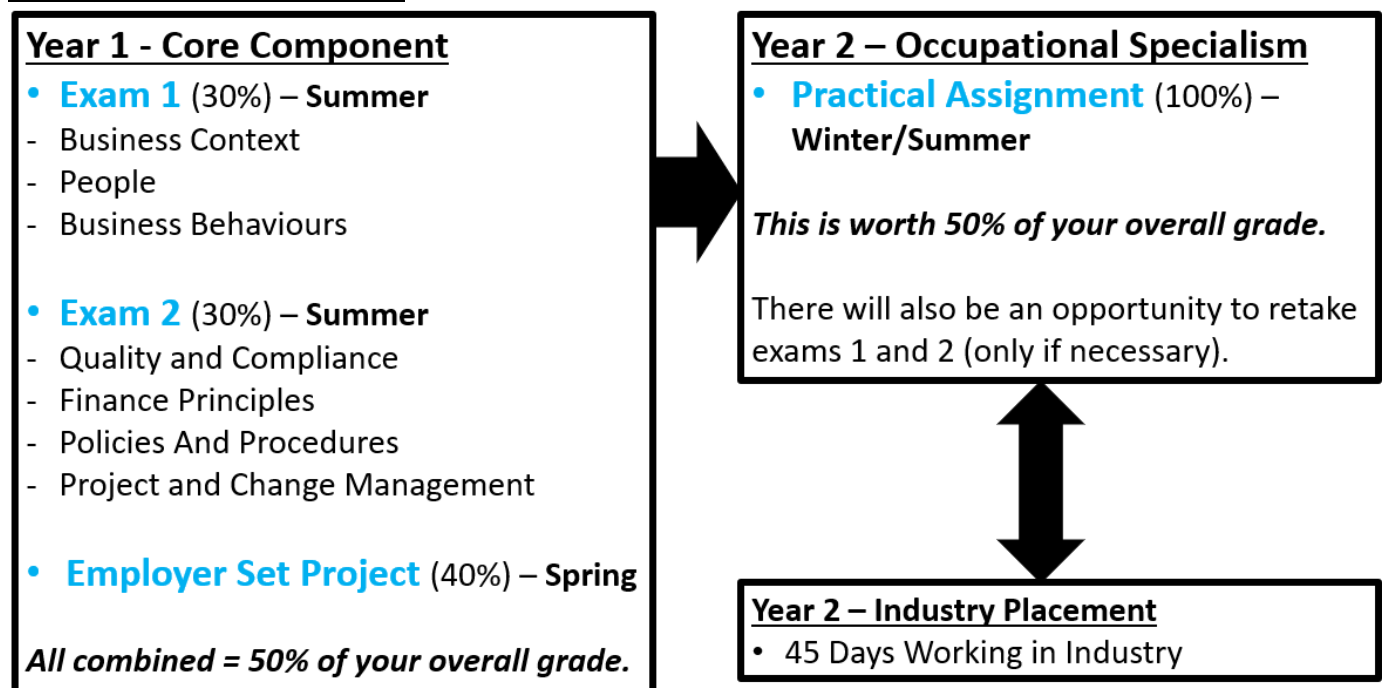 Year 1 - Core Component
• Exam 1 (30%) – Summer
- Business Context
- People
- Business Behaviours
• Exam 2 (30%) – Summer
- Quality and Compliance
- Finance Principles
- Policies And Procedures
- Project and Change Management
• Employer Set Project (40%) – Spring
All combined = 50% of your overall grade.
Year 2 – Occupational Specialism
• Practical Assignment (100%) –
Winter/Summer
This is worth 50% of your overall grade.
There will also be an opportunity to retake
exams 1 and 2 (only if necessary).
Year 2 – Industry Placement
• 45 Days Working in Industry